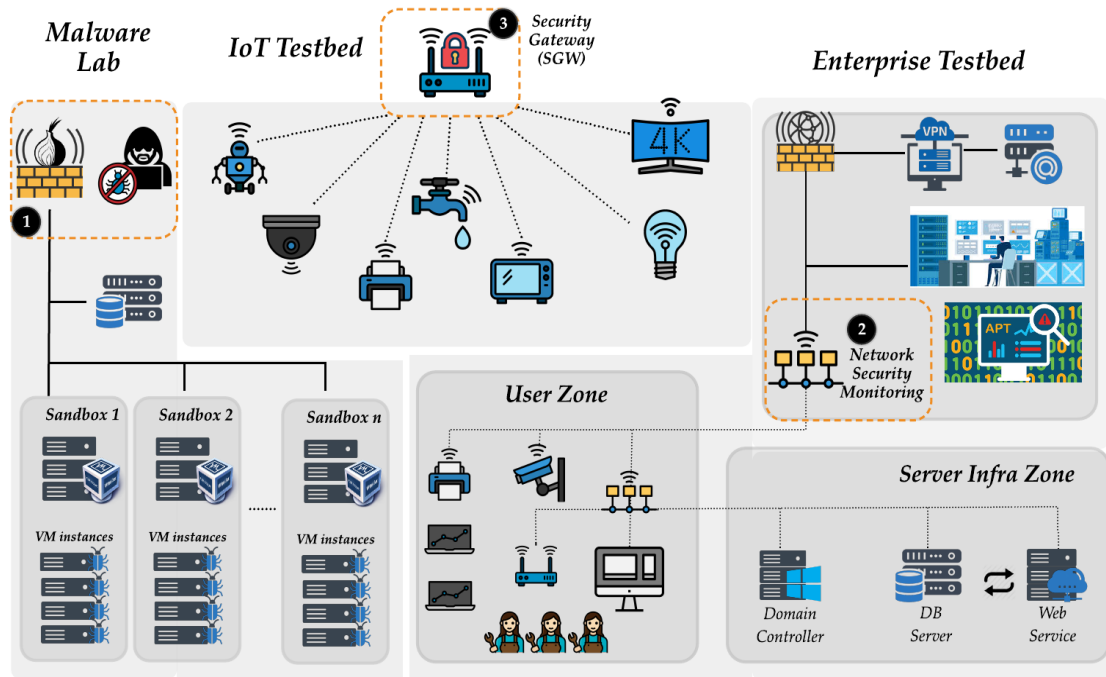 Malware
Lab
IoT Testbed
3
Security
Gateway
(SGW)
Enterprise Testbed
4K
VPN
1
2
Network
Security
Monitoring
APT
User Zone
Server Infra Zone
Sandbox 1
Sandbox 2
Sandbox n
.......
VM instances
VM instances
VM instances
Domain
Controller
DB
Server
Web
Service